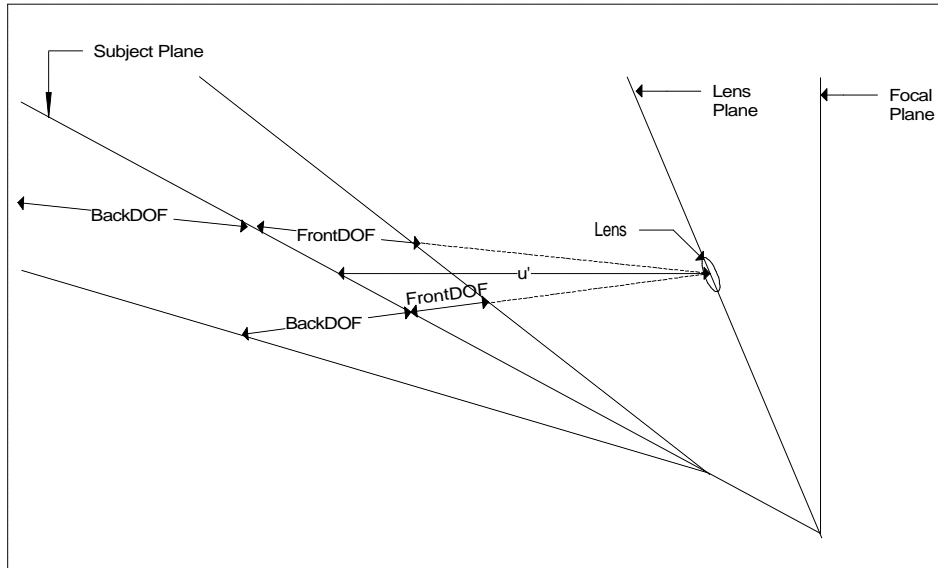 Subject Plane
Lens
Plane
Focal
Plane
BackDOF
FrontDOF
Lens
u'
FrontDOF
BackDOF